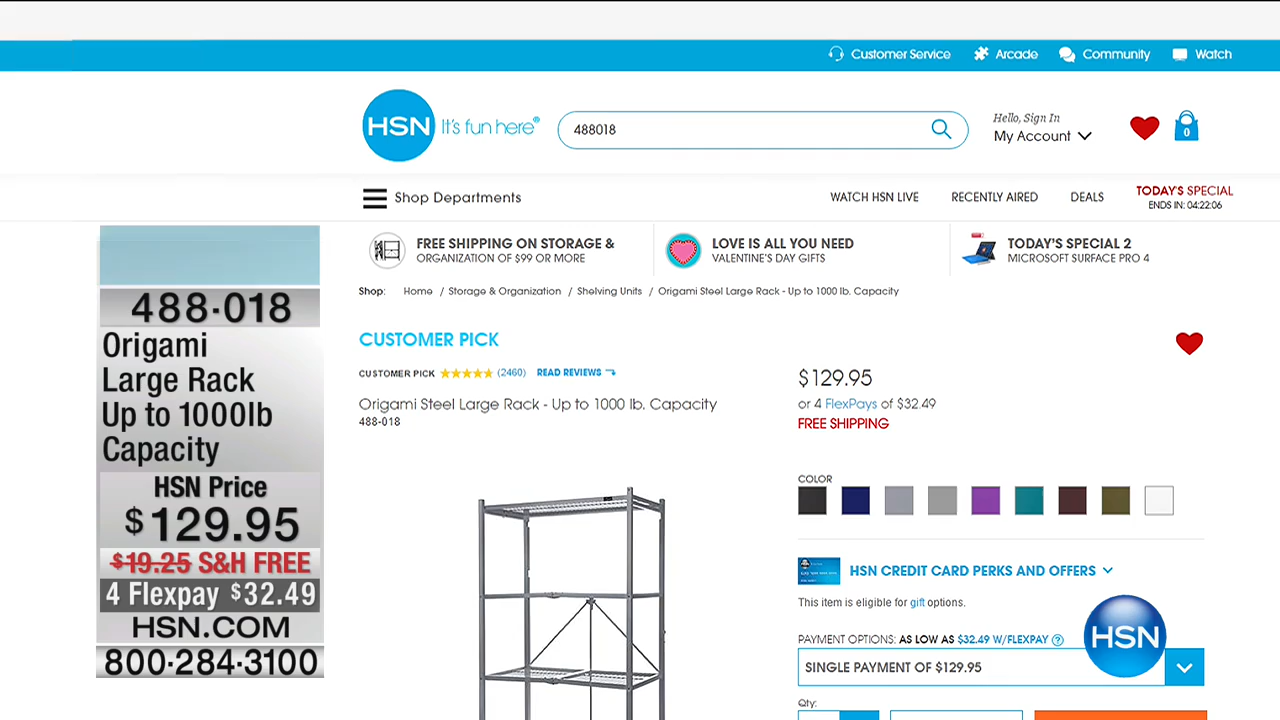 Customer Service
Arcade
Community
Watch
HSN It's fun here®
488018
Hello, Sign In
My Account
0
Shop Departments
WATCH HSN LIVE
RECENTLY AIRED
DEALS
TODAY'S SPECIAL
ENDS IN: 04:22:06
FREE SHIPPING ON STORAGE &
ORGANIZATION OF $99 OR MORE
LOVE IS ALL YOU NEED
VALENTINE'S DAY GIFTS
TODAY'S SPECIAL 2
MICROSOFT SURFACE PRO 4
Shop: Home / Storage & Organization / Shelving Units / Origami Steel Large Rack - Up to 1000 lb. Capacity
488-018
Origami
Large Rack
Up to 1000lb
Capacity
HSN Price
$129.95
$19.25 S&H FREE
4 Flexpay $32.49
HSN.COM
800-284-3100
CUSTOMER PICK
CUSTOMER PICK (2460) READ REVIEWS
Origami Steel Large Rack - Up to 1000 lb. Capacity
488-018
$129.95
or 4 FlexPays of $32.49
FREE SHIPPING
COLOR
HSN CREDIT CARD PERKS AND OFFERS
This item is eligible for gift options.
PAYMENT OPTIONS: AS LOW AS $32.49 W/FLEXPAY ?
SINGLE PAYMENT OF $129.95
Qty:
HSN